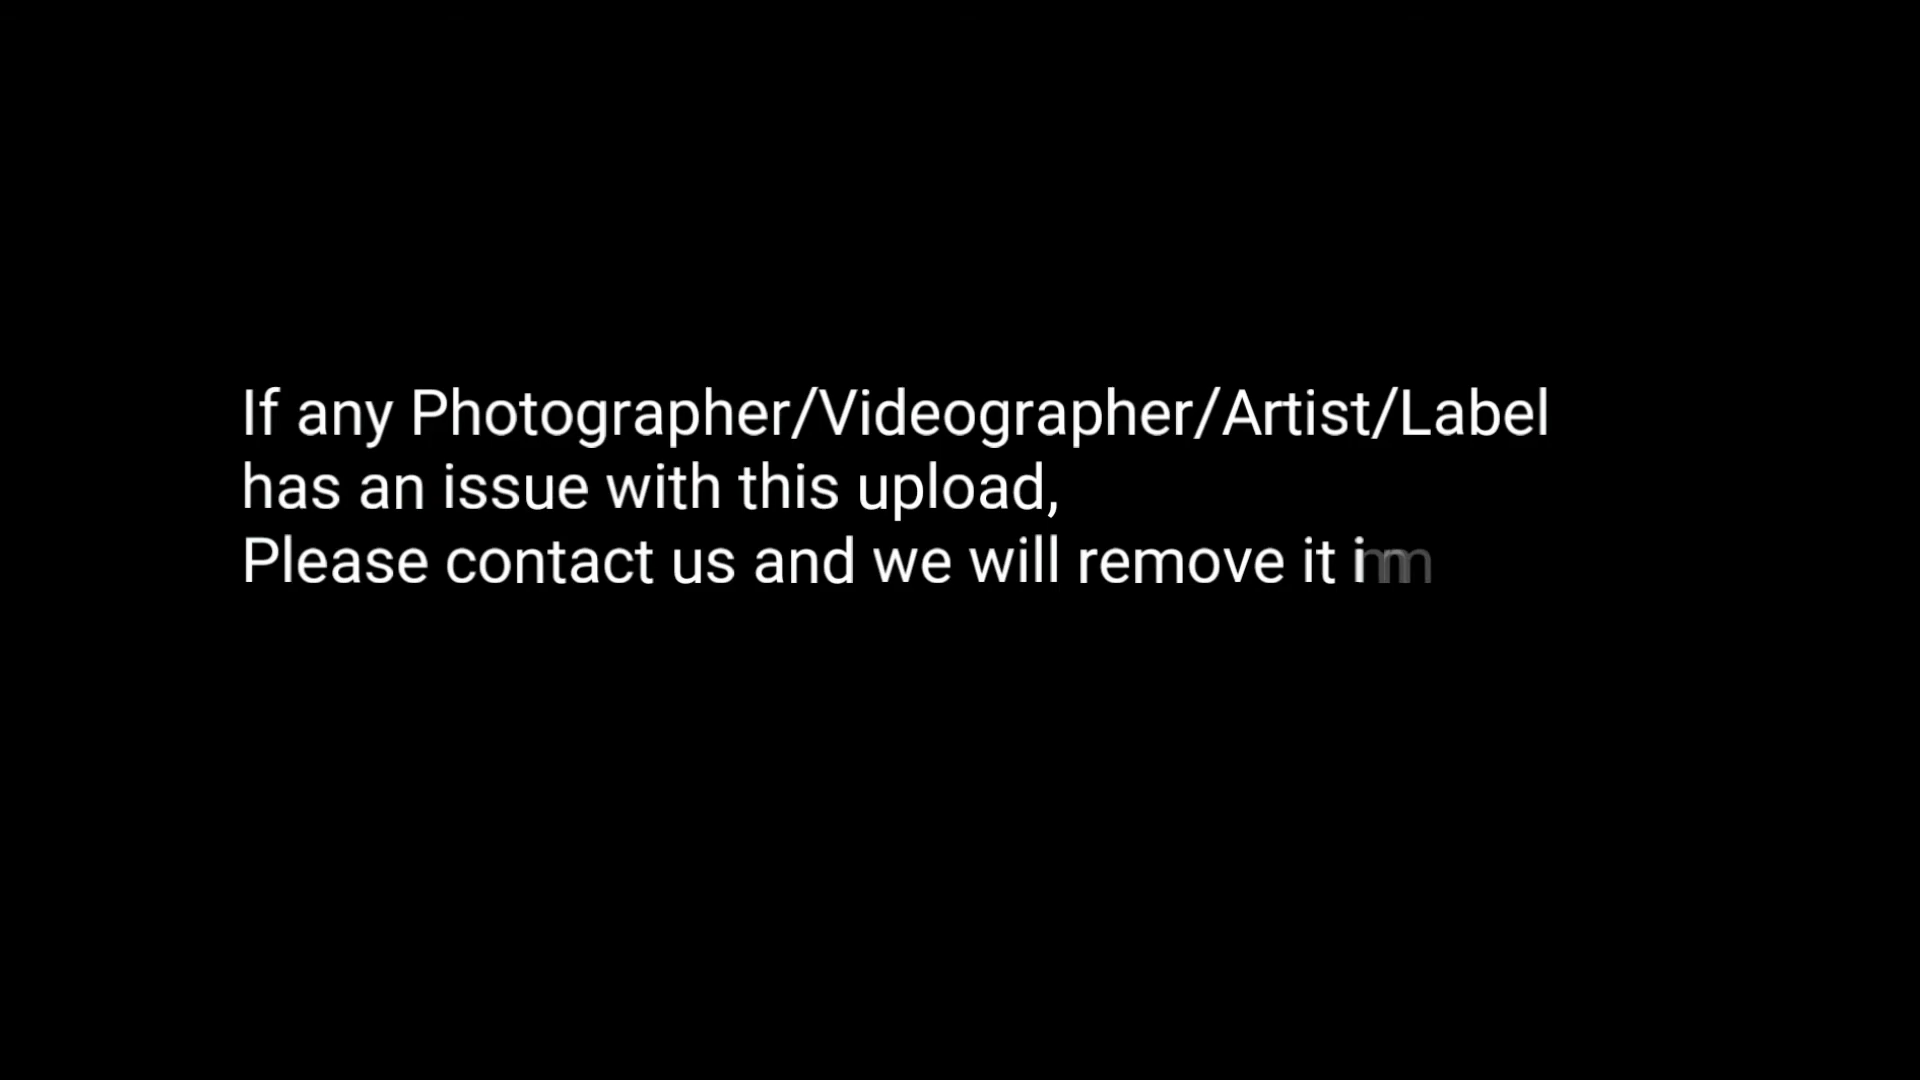 If any Photographer/Videographer/Artist/Label
has an issue with this upload,
Please contact us and we will remove it